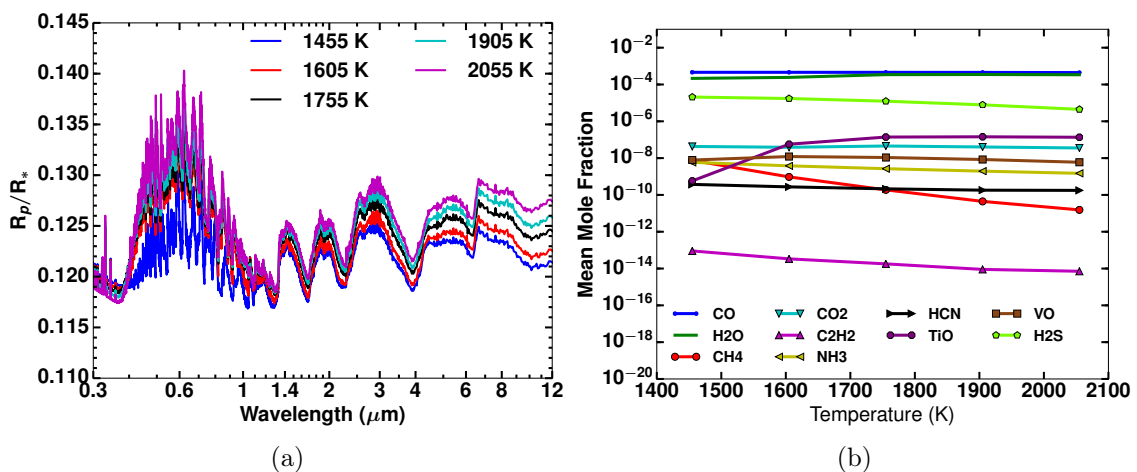 0.145
0.140
0.135
0.130
0.125
0.120
0.115
0.110
R_p/R_*
1455 K
1605 K
1755 K
1905 K
2055 K
0.3 0.6 1 1.4 2 3 4 6 8 12
Wavelength (μm)
(a)
10^{-2}
10^{-4}
10^{-6}
10^{-8}
10^{-10}
10^{-12}
10^{-14}
10^{-16}
10^{-18}
10^{-20}
Mean Mole Fraction
CO
H2O
CH4
CO2
C2H2
NH3
HCN
TiO
VO
H2S
1400 1500 1600 1700 1800 1900 2000 2100
Temperature (K)
(b)